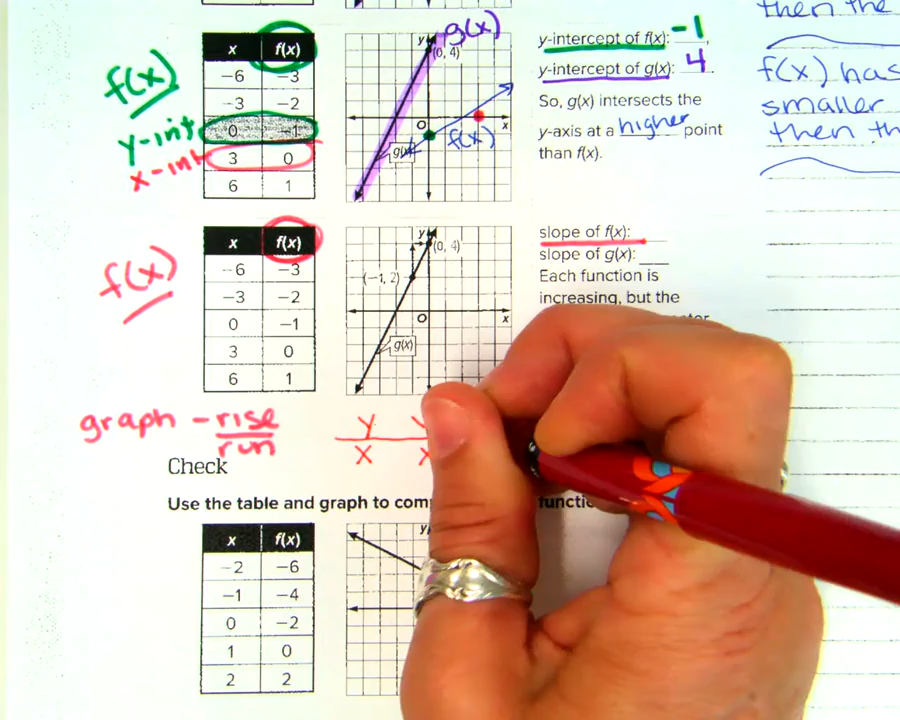 then the
f(x)
y-int
x-int
x f(x)
−6 −3
−3 −2
0 −1
3 0
6 1
g(x)
y
(0, 4)
O
x
f(x)
g(x)
y-intercept of f(x): -1
y-intercept of g(x): 4.
So, g(x) intersects the
y-axis at a higher point
than f(x).
f(x) has
smaller
then th
f(x)
x f(x)
−6 −3
−3 −2
0 −1
3 0
6 1
y
(0, 4)
(−1, 2)
O
x
g(x)
slope of f(x):
slope of g(x): ___
Each function is
increasing, but the
graph - rise
run
y
x
Check
Use the table and graph to
x f(x)
−2 −6
−1 −4
0 −2
1 0
2 2
y